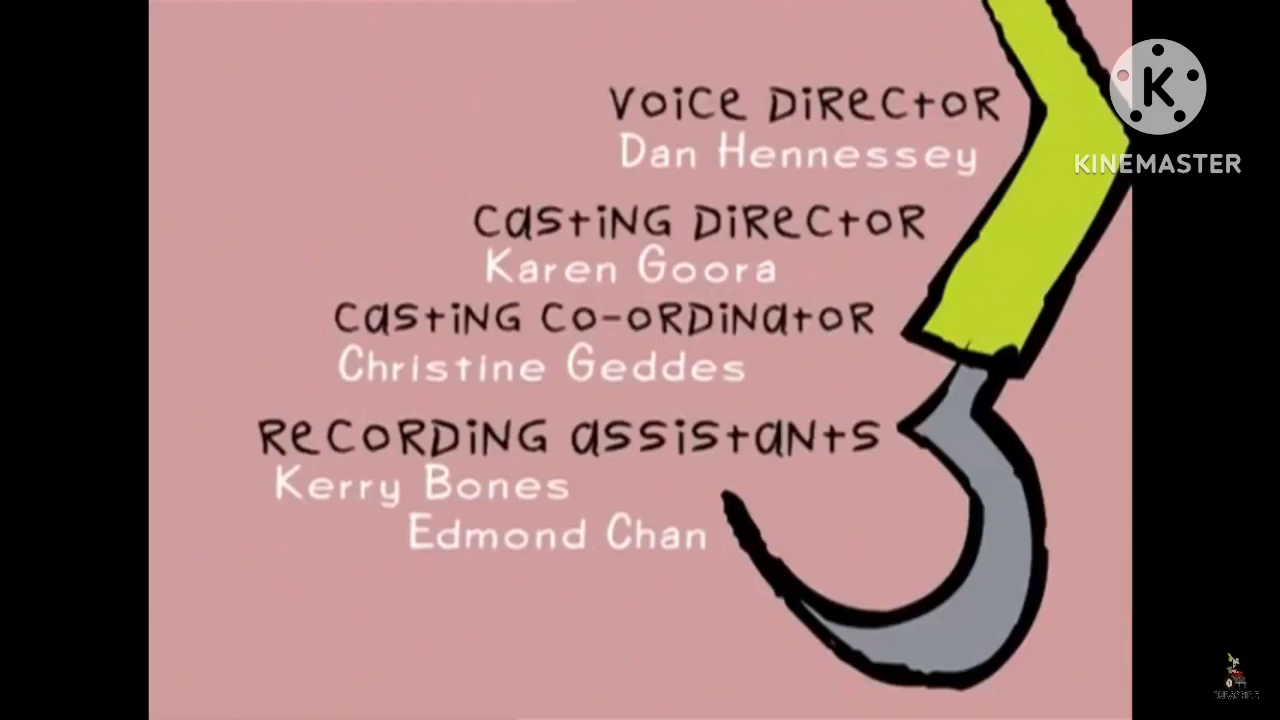 Voice Director
Dan Hennessey
Casting Director
Karen Goora
Casting Co-ordinator
Christine Geddes
Recording Assistants
Kerry Bones
Edmond Chan
K
KINEMASTER